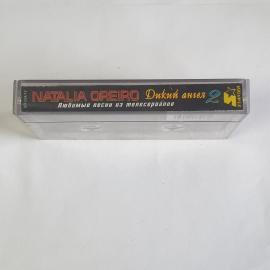 NATALIA OREIRO Дикий ангел 2
Любимые песни из телесериалов